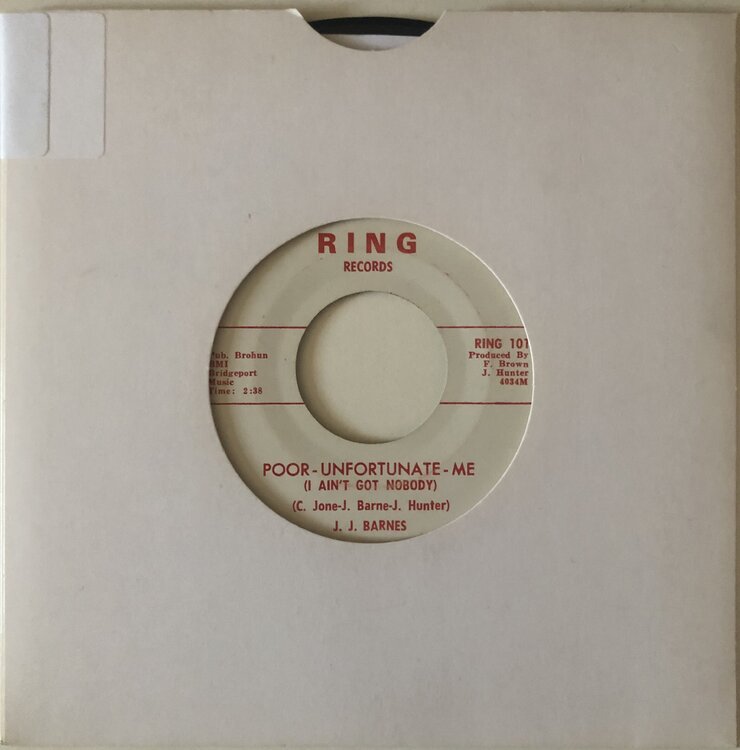 RING
RECORDS
Pub. Brohun
BMI
Bridgeport
Music
Time: 2:38
RING 101
Produced By
F. Brown
J. Hunter
4034M
POOR-UNFORTUNATE-ME
(I AIN'T GOT NOBODY)
(C. Jone-J. Barne-J. Hunter)
J. J. BARNES